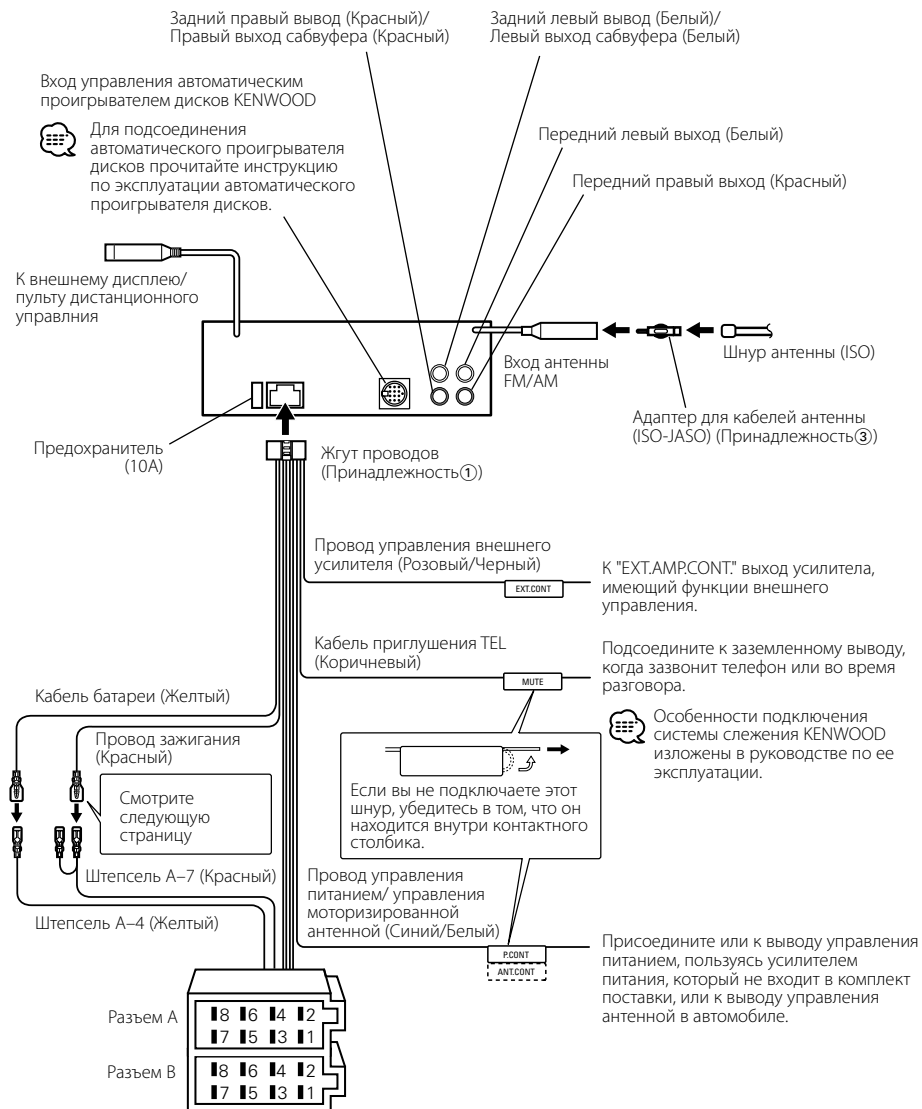 Задний правый вывод (Красный)/
Правый выход сабвуфера (Красный)
Задний левый вывод (Белый)/
Левый выход сабвуфера (Белый)
Вход управления автоматическим
проигрывателем дисков KENWOOD
Для подсоединения
автоматического проигрывателя
дисков прочитайте инструкцию
по эксплуатации автоматического
проигрывателя дисков.
Передний левый выход (Белый)
Передний правый выход (Красный)
К внешнему дисплею/
пульту дистанционного
управлния
Вход антенны
FM/AM
Шнур антенны (ISO)
Адаптер для кабелей антенны
(ISO-JASO) (Принадлежность③)
Предохранитель
(10A)
Жгут проводов
(Принадлежность①)
Провод управления внешнего
усилителя (Розовый/Черный)
EXT.CONT
К "EXT.AMP.CONT." выход усилитела,
имеющий функции внешнего
управления.
Кабель приглушения TEL
(Коричневый)
MUTE
Подсоедините к заземленному выводу,
когда зазвонит телефон или во время
разговора.
Особенности подключения
системы слежения KENWOOD
изложены в руководстве по ее
эксплуатации.
Кабель батареи (Желтый)
Провод зажигания
(Красный)
Смотрите
следующую
страницу
Если вы не подключаете этот
шнур, убедитесь в том, что он
находится внутри контактного
столбика.
Штепсель A–7 (Красный)
Штепсель A–4 (Желтый)
Провод управления
питанием/ управления
моторизированной
антенной (Синий/Белый)
P.CONT
ANT.CONT
Присоедините или к выводу управления
питанием, пользуясь усилителем
питания, который не входит в комплект
поставки, или к выводу управления
антенной в автомобиле.
Разъем A
8 6 4 2
7 5 3 1
Разъем B
8 6 4 2
7 5 3 1